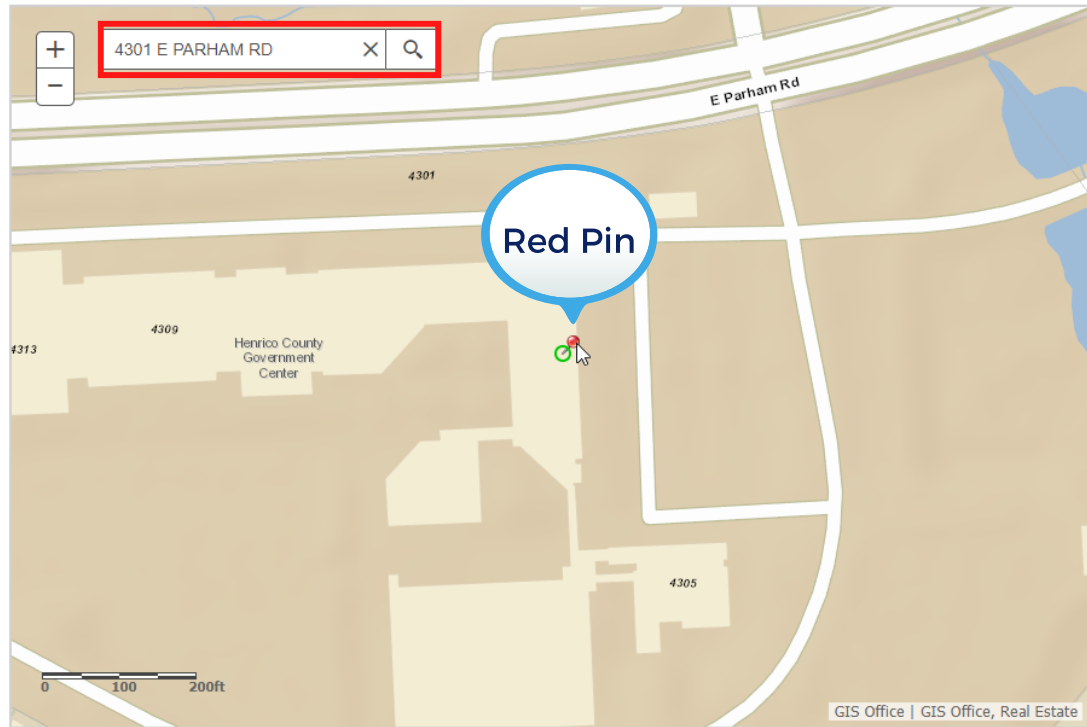 +
4301 E PARHAM RD
−
E Parham Rd
4301
Red Pin
4309
4313
Henrico County
Government
Center
4305
0 100 200ft
GIS Office | GIS Office, Real Estate